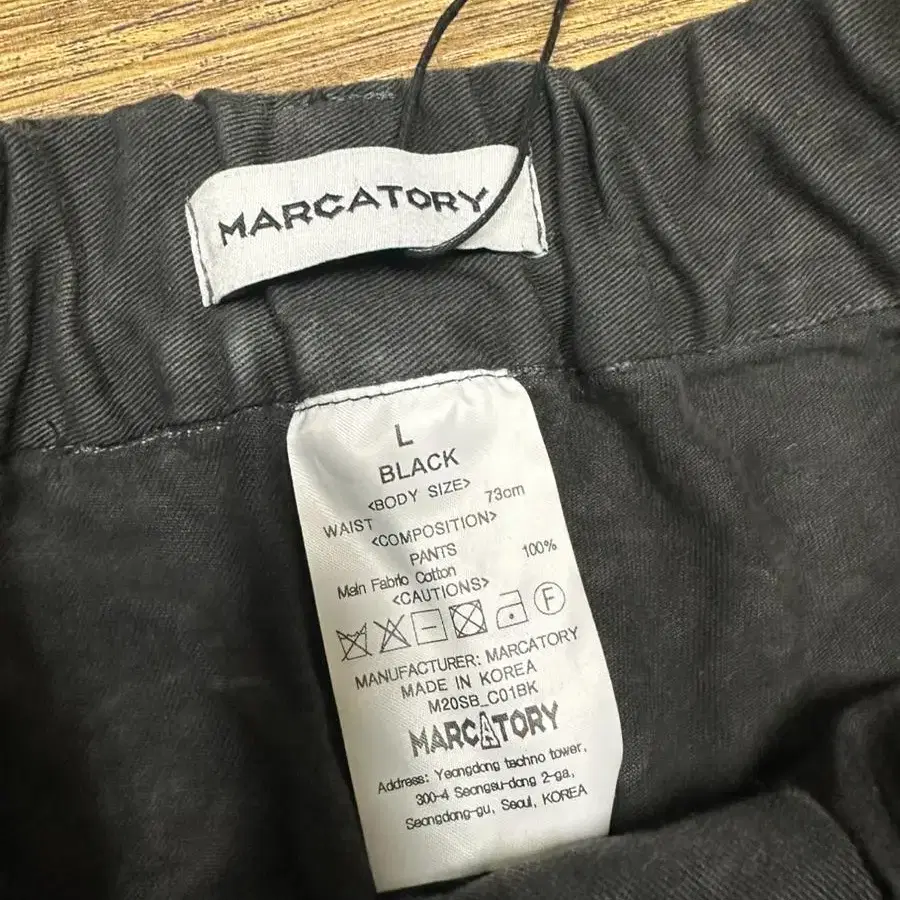 MARCATORY
L
BLACK
<BODY SIZE>
WAIST 73cm
<COMPOSITION>
PANTS
Main Fabric Cotton 100%
<CAUTIONS>
F
MANUFACTURER: MARCATORY
MADE IN KOREA
M20SB_C01BK
MARCATORY
Address: Yeongdong techno tower,
300-4 Seongsu-dong 2-ga,
Seongdong-gu, Seoul, KOREA